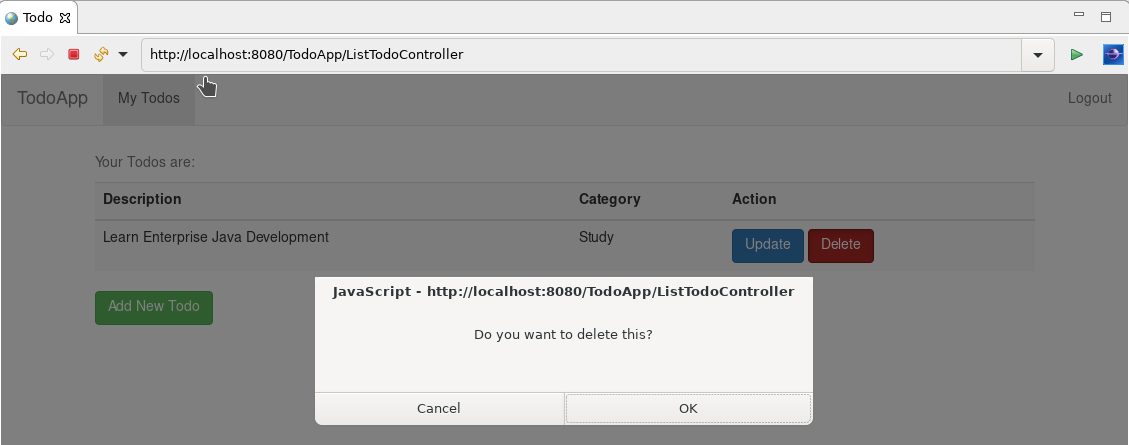 Todo
http://localhost:8080/TodoApp/ListTodoController
TodoApp My Todos Logout
Your Todos are:
Description Category Action
Learn Enterprise Java Development Study Update Delete
Add New Todo
JavaScript - http://localhost:8080/TodoApp/ListTodoController
Do you want to delete this?
Cancel OK